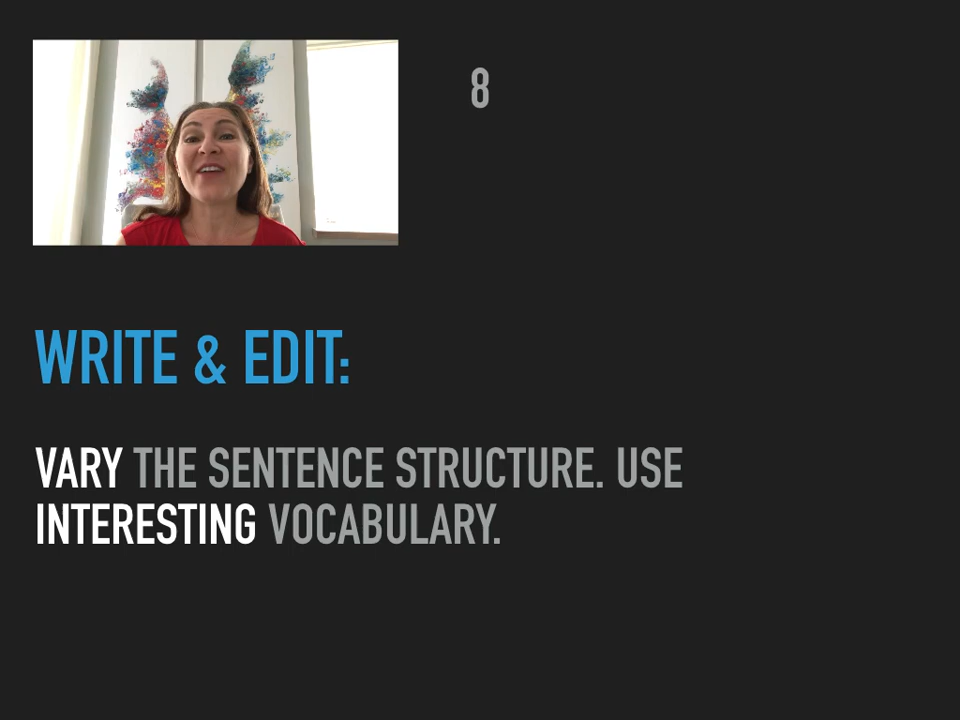 8
WRITE & EDIT:
VARY THE SENTENCE STRUCTURE. USE
INTERESTING VOCABULARY.